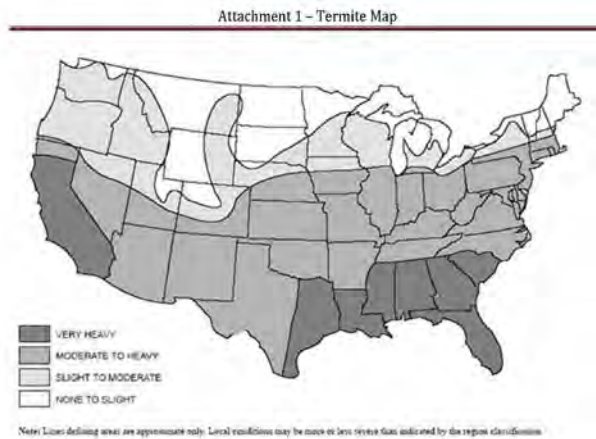 Attachment 1 – Termite Map
VERY HEAVY
MODERATE TO HEAVY
SLIGHT TO MODERATE
NONE TO SLIGHT
Note: Lines defining areas are approximate only. Local conditions may be more or less severe than indicated by the region classification.